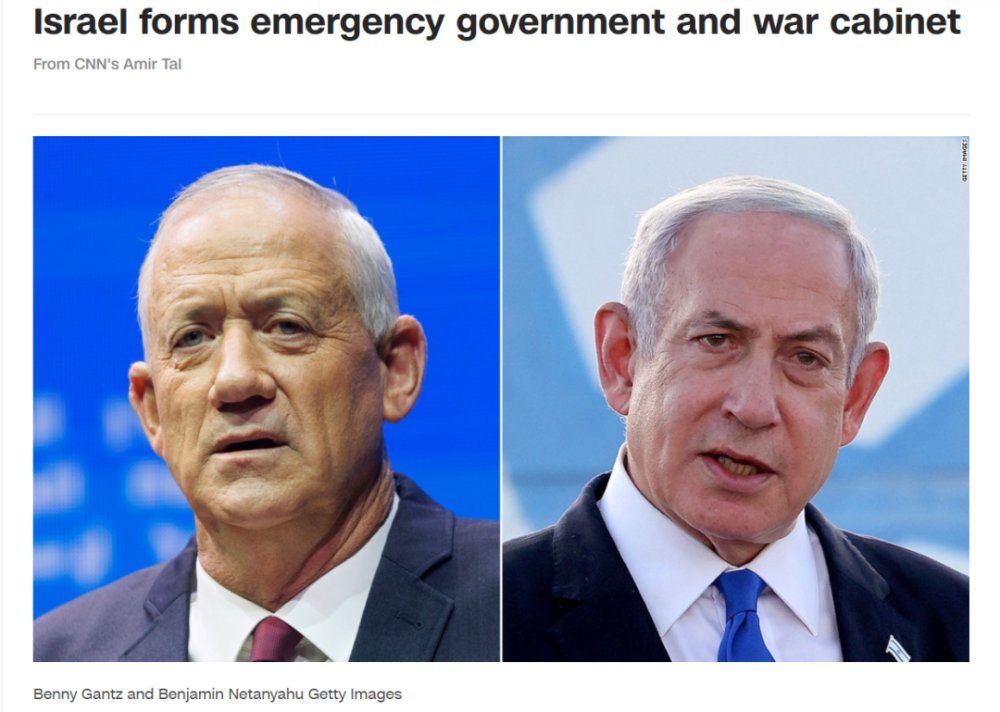 Israel forms emergency government and war cabinet
From CNN's Amir Tal
GETTY IMAGES
Benny Gantz and Benjamin Netanyahu Getty Images